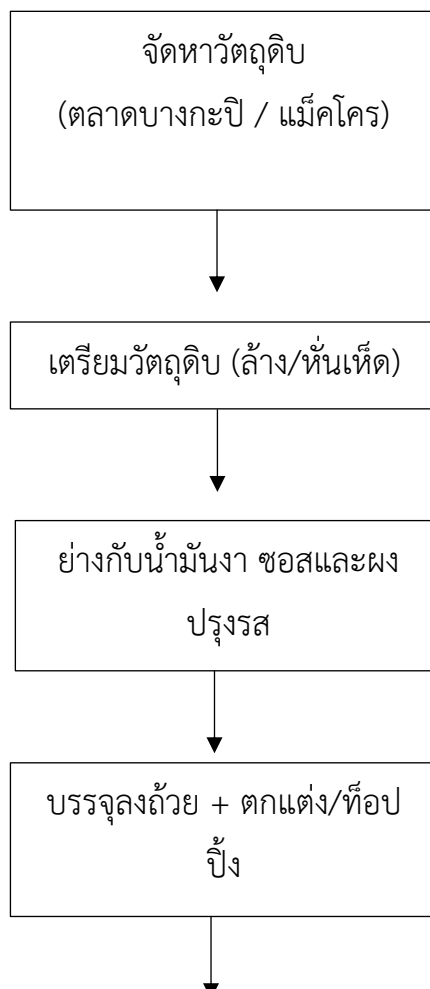 จัดหาวัตถุดิบ
(ตลาดบางกะปิ / แม็คโคร)
เตรียมวัตถุดิบ (ล้าง/หั่นเห็ด)
ย่างกับน้ำมันงา ซอสและผง
ปรุงรส
บรรจุลงถ้วย + ตกแต่ง/ท็อป
ปิ้ง